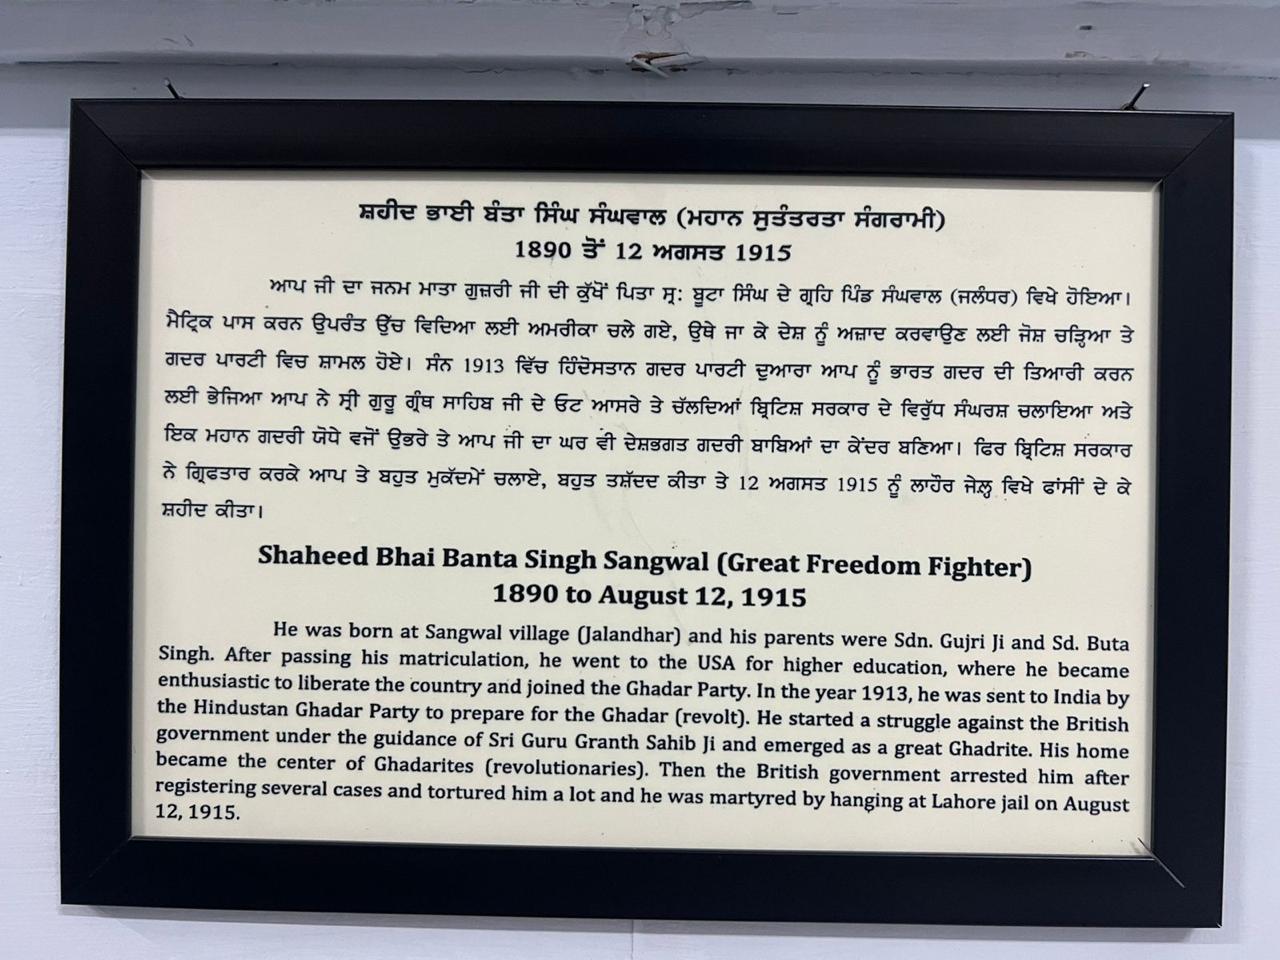 ਸ਼ਹੀਦ ਭਾਈ ਬੰਤਾ ਸਿੰਘ ਸੰਘਵਾਲ (ਮਹਾਨ ਸੁਤੰਤਰਤਾ ਸੰਗਰਾਮੀ)
1890 ਤੋਂ 12 ਅਗਸਤ 1915
ਆਪ ਜੀ ਦਾ ਜਨਮ ਮਾਤਾ ਗੁਜ਼ਰੀ ਜੀ ਦੀ ਕੁੱਖੋਂ ਪਿਤਾ ਸ੍ਰ: ਬੂਟਾ ਸਿੰਘ ਦੇ ਗ੍ਰਹਿ ਪਿੰਡ ਸੰਘਵਾਲ (ਜਲੰਧਰ) ਵਿਖੇ ਹੋਇਆ।
ਮੈਟ੍ਰਿਕ ਪਾਸ ਕਰਨ ਉਪਰੰਤ ਉੱਚ ਵਿਦਿਆ ਲਈ ਅਮਰੀਕਾ ਚਲੇ ਗਏ, ਉਥੇ ਜਾ ਕੇ ਦੇਸ਼ ਨੂੰ ਅਜ਼ਾਦ ਕਰਵਾਉਣ ਲਈ ਜੋਸ਼ ਚੜ੍ਹਿਆ ਤੇ
ਗਦਰ ਪਾਰਟੀ ਵਿਚ ਸ਼ਾਮਲ ਹੋਏ। ਸੰਨ 1913 ਵਿੱਚ ਹਿੰਦੋਸਤਾਨ ਗਦਰ ਪਾਰਟੀ ਦੁਆਰਾ ਆਪ ਨੂੰ ਭਾਰਤ ਗਦਰ ਦੀ ਤਿਆਰੀ ਕਰਨ
ਲਈ ਭੇਜਿਆ ਆਪ ਨੇ ਸ੍ਰੀ ਗੁਰੂ ਗ੍ਰੰਥ ਸਾਹਿਬ ਜੀ ਦੇ ਓਟ ਆਸਰੇ ਤੇ ਚੱਲਦਿਆਂ ਬ੍ਰਿਟਿਸ਼ ਸਰਕਾਰ ਦੇ ਵਿਰੁੱਧ ਸੰਘਰਸ਼ ਚਲਾਇਆ ਅਤੇ
ਇਕ ਮਹਾਨ ਗਦਰੀ ਯੋਧੇ ਵਜੋਂ ਉਭਰੇ ਤੇ ਆਪ ਜੀ ਦਾ ਘਰ ਵੀ ਦੇਸ਼ਭਗਤ ਗਦਰੀ ਬਾਬਿਆਂ ਦਾ ਕੇਂਦਰ ਬਣਿਆ। ਫਿਰ ਬ੍ਰਿਟਿਸ਼ ਸਰਕਾਰ
ਨੇ ਗ੍ਰਿਫਤਾਰ ਕਰਕੇ ਆਪ ਤੇ ਬਹੁਤ ਮੁਕੱਦਮੇਂ ਚਲਾਏ, ਬਹੁਤ ਤਸ਼ੱਦਦ ਕੀਤਾ ਤੇ 12 ਅਗਸਤ 1915 ਨੂੰ ਲਾਹੌਰ ਜੇਲ੍ਹ ਵਿਖੇ ਫਾਂਸੀਂ ਦੇ ਕੇ
ਸ਼ਹੀਦ ਕੀਤਾ।
Shaheed Bhai Banta Singh Sangwal (Great Freedom Fighter)
1890 to August 12, 1915
He was born at Sangwal village (Jalandhar) and his parents were Sdn. Gujri Ji and Sd. Buta
Singh. After passing his matriculation, he went to the USA for higher education, where he became
enthusiastic to liberate the country and joined the Ghadar Party. In the year 1913, he was sent to India by
the Hindustan Ghadar Party to prepare for the Ghadar (revolt). He started a struggle against the British
government under the guidance of Sri Guru Granth Sahib Ji and emerged as a great Ghadrite. His home
became the center of Ghadarites (revolutionaries). Then the British government arrested him after
registering several cases and tortured him a lot and he was martyred by hanging at Lahore jail on August
12, 1915.